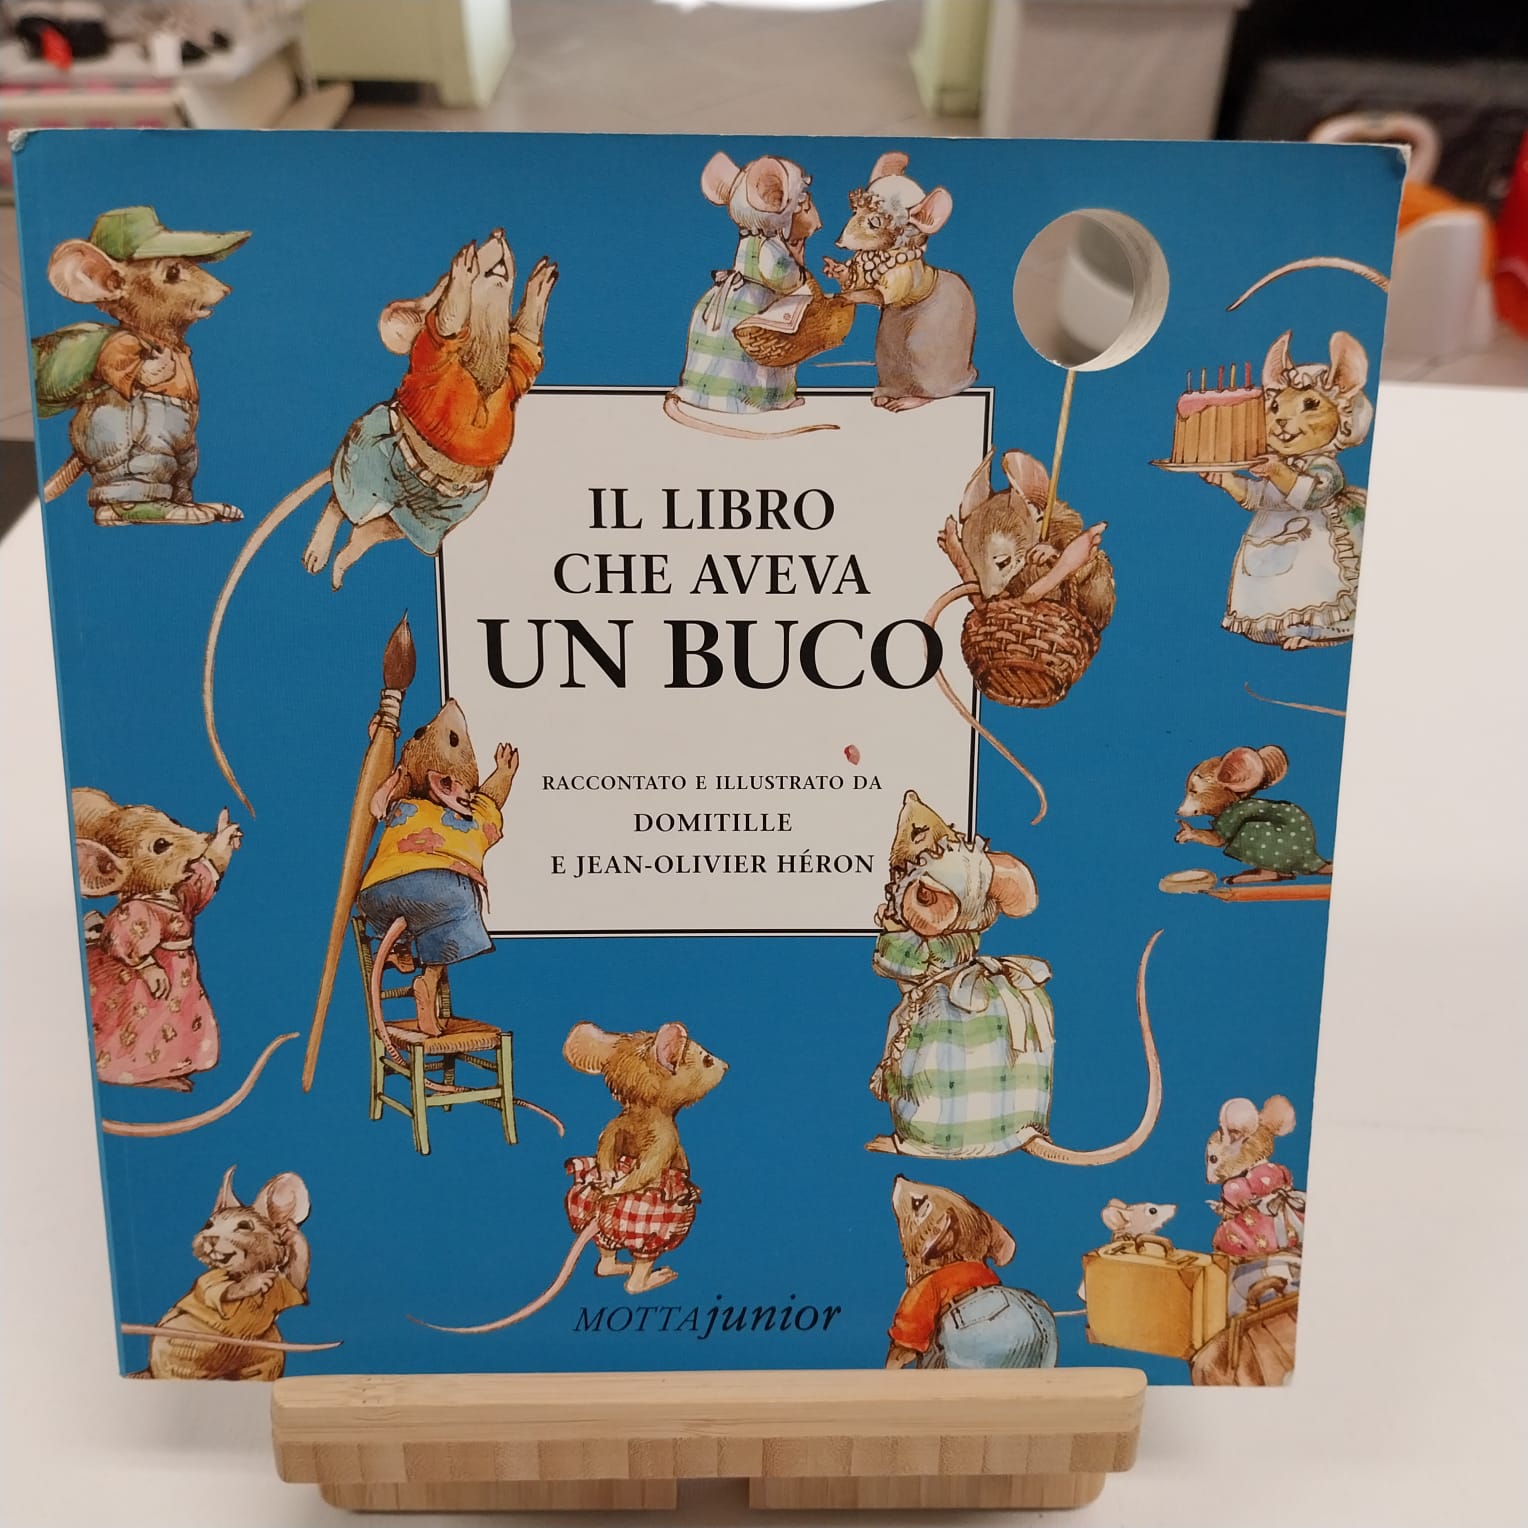 IL LIBRO
CHE AVEVA
UN BUCO
RACCONTATO E ILLUSTRATO DA
DOMITILLE
E JEAN-OLIVIER HÉRON
MOTTAjunior